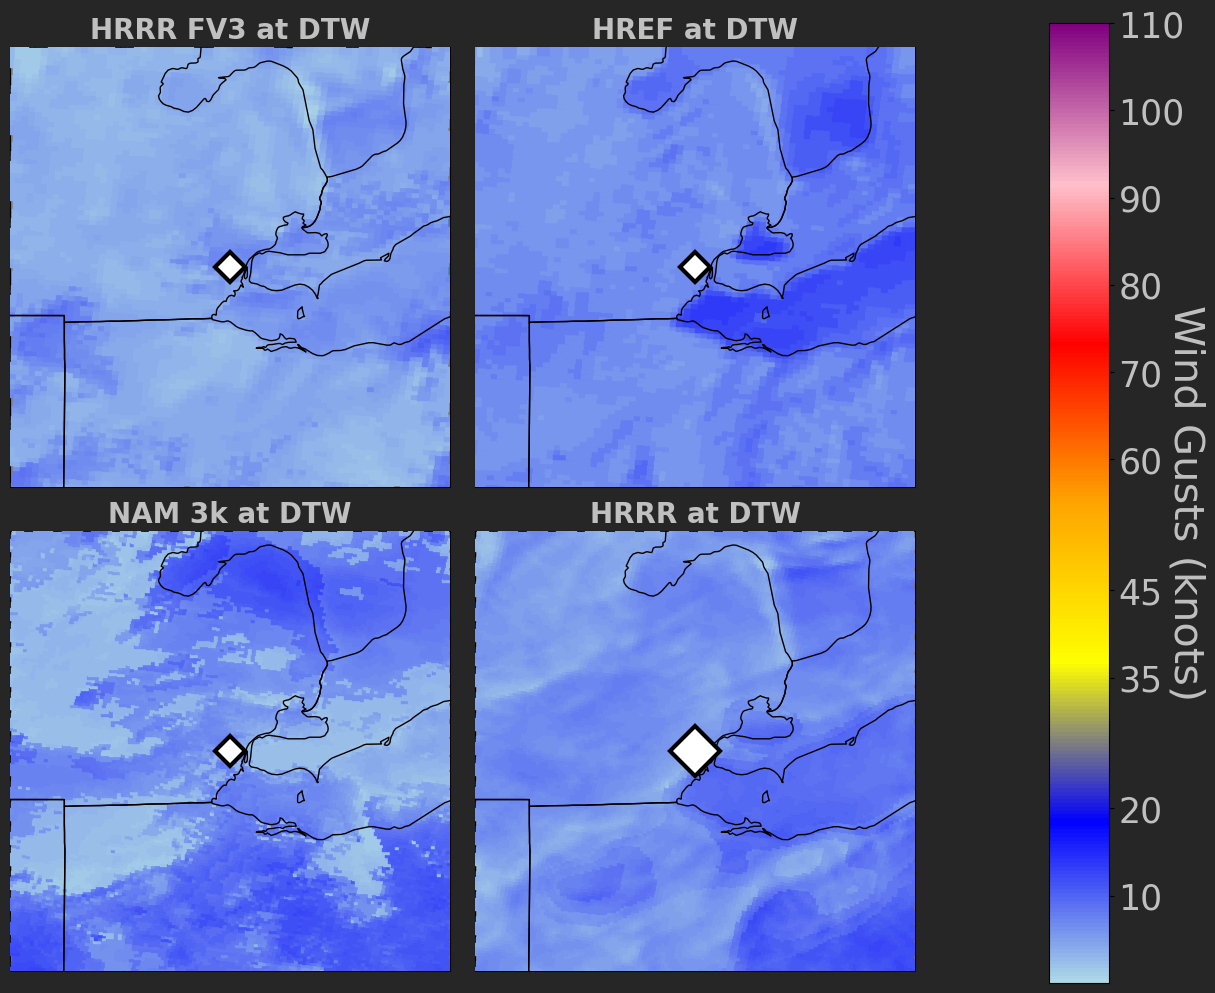 HRRR FV3 at DTW
HREF at DTW
NAM 3k at DTW
HRRR at DTW
110
100
90
80
70
60
45
35
20
10
Wind Gusts (knots)